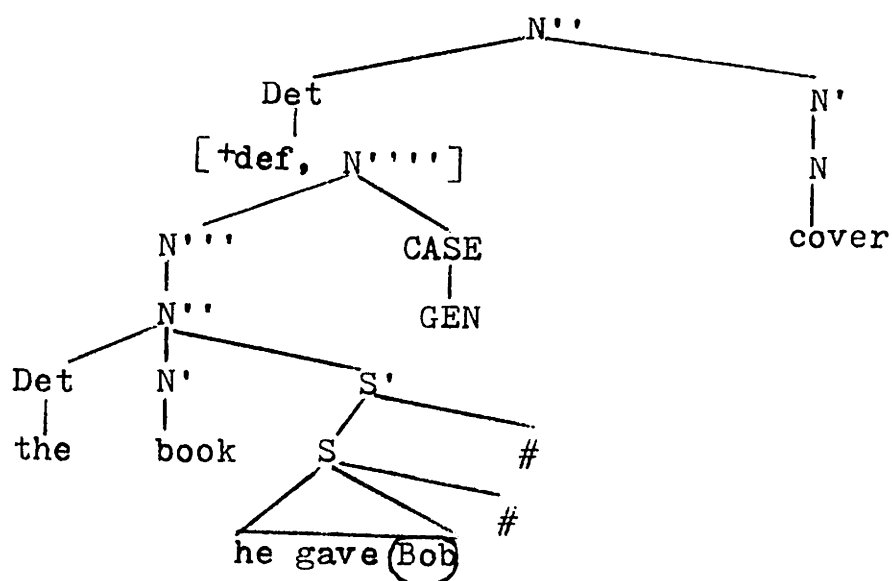 N''
Det N'
[+def, N''''] N
N''' CASE cover
N'' GEN
Det N' S'
the book S #
#
he gave Bob